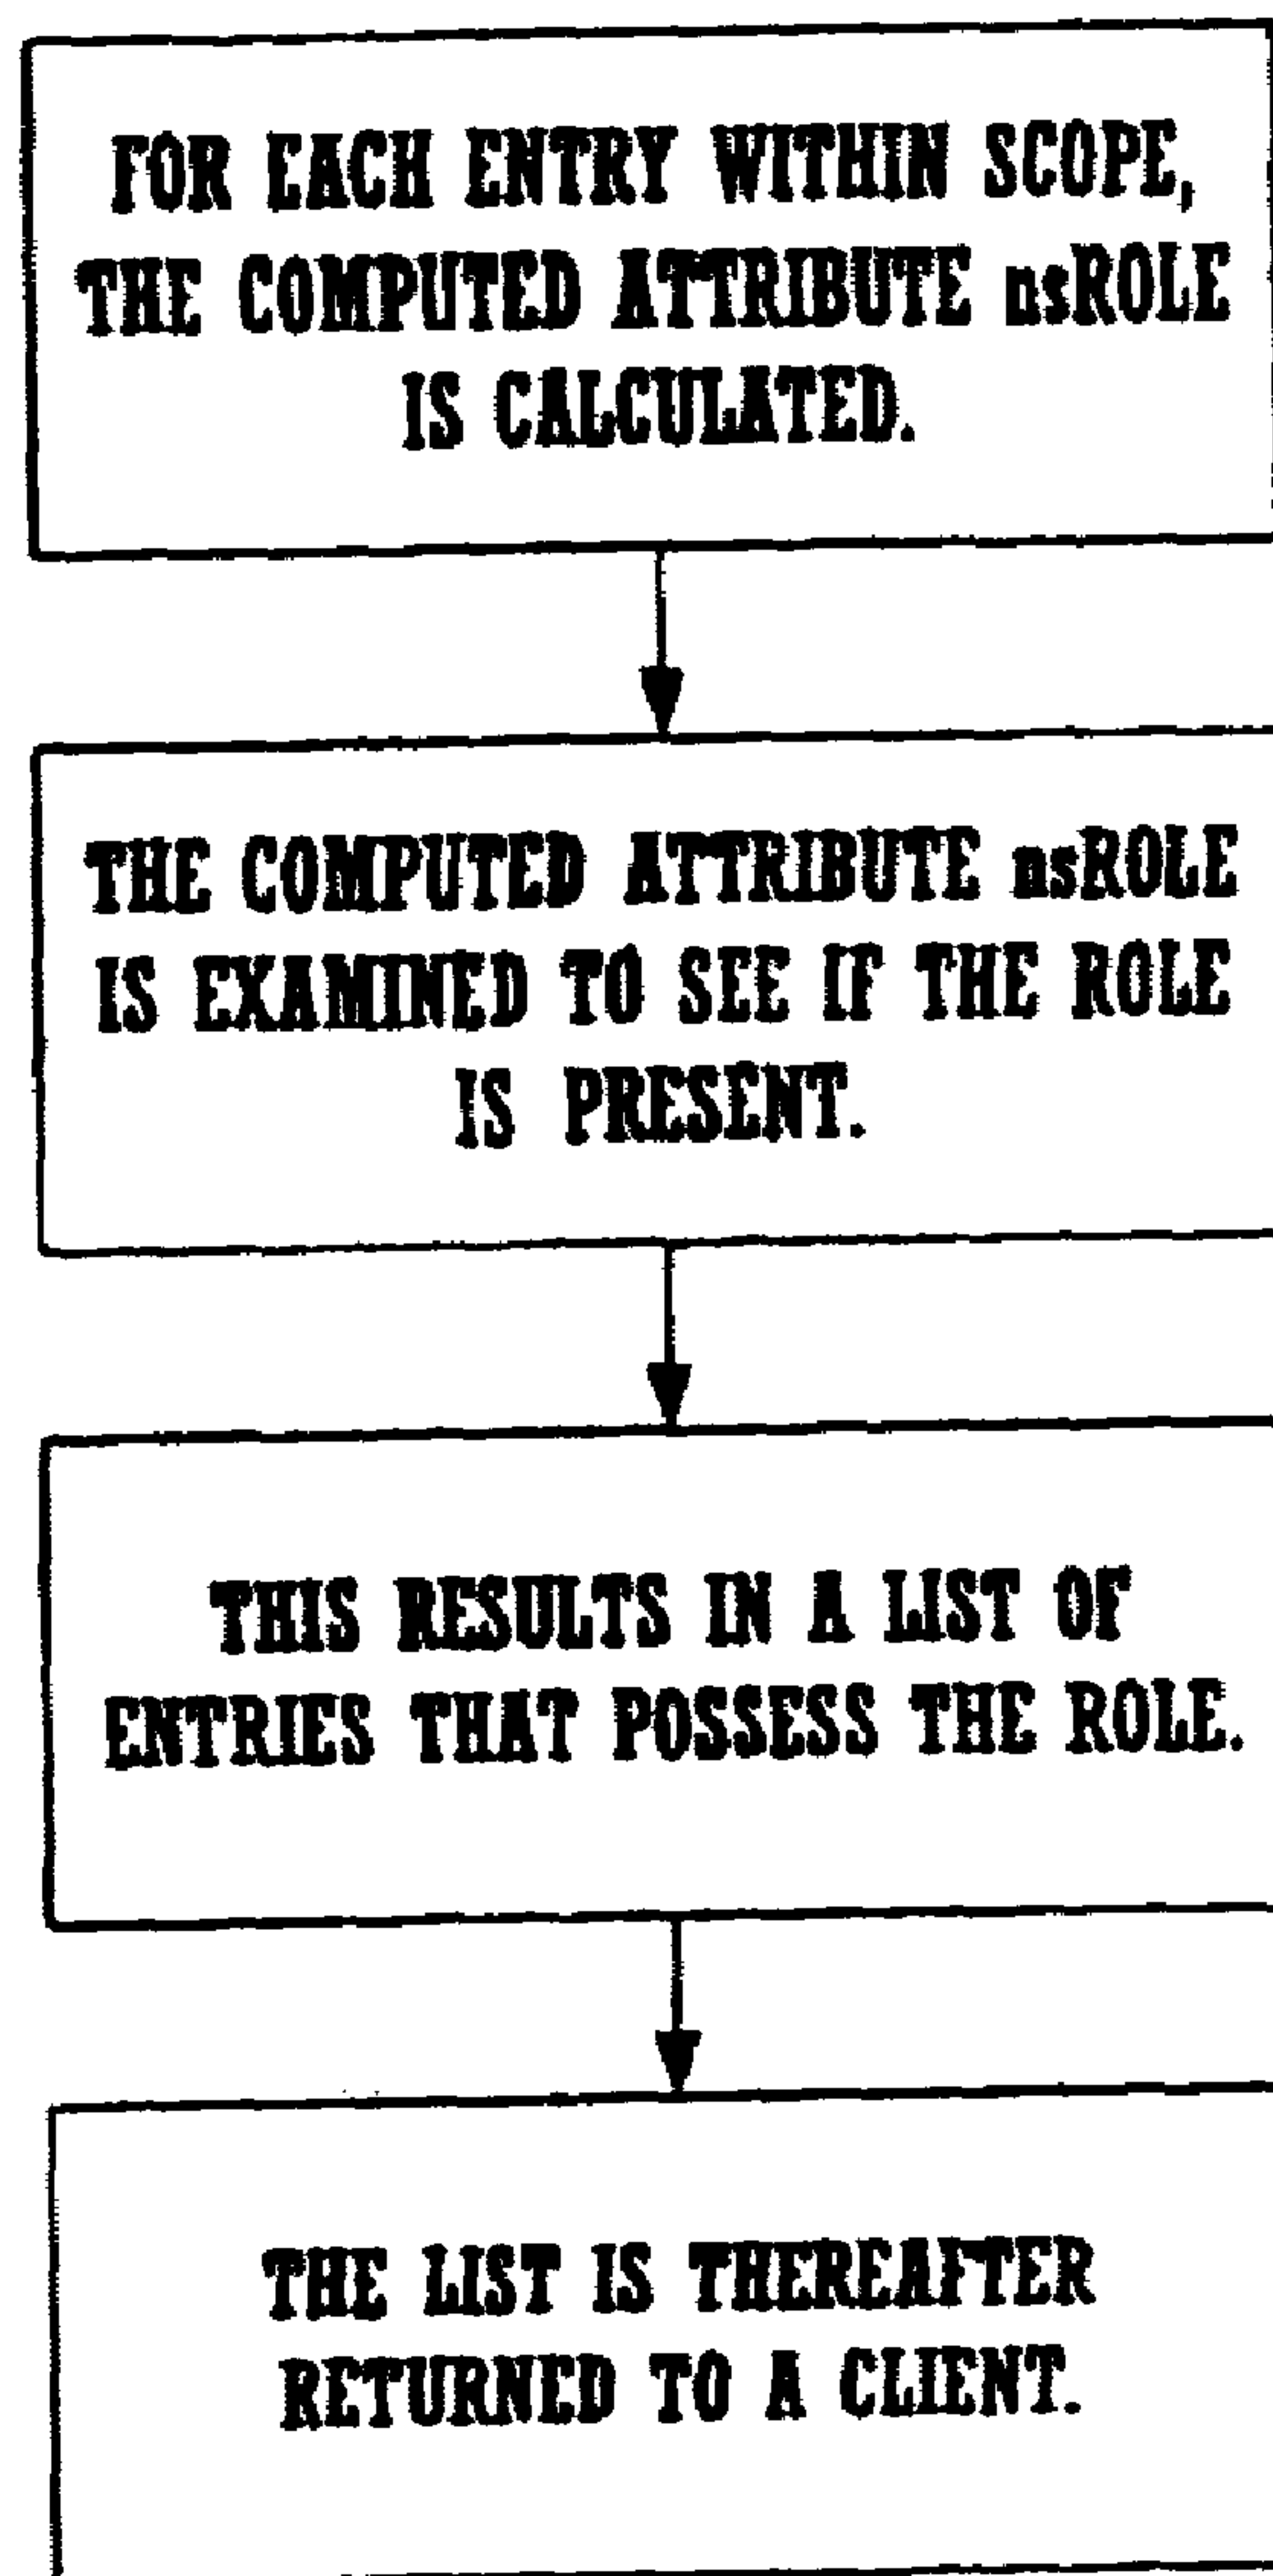 FOR EACH ENTRY WITHIN SCOPE,
THE COMPUTED ATTRIBUTE nsROLE
IS CALCULATED.
THE COMPUTED ATTRIBUTE nsROLE
IS EXAMINED TO SEE IF THE ROLE
IS PRESENT.
THIS RESULTS IN A LIST OF
ENTRIES THAT POSSESS THE ROLE.
THE LIST IS THEREAFTER
RETURNED TO A CLIENT.